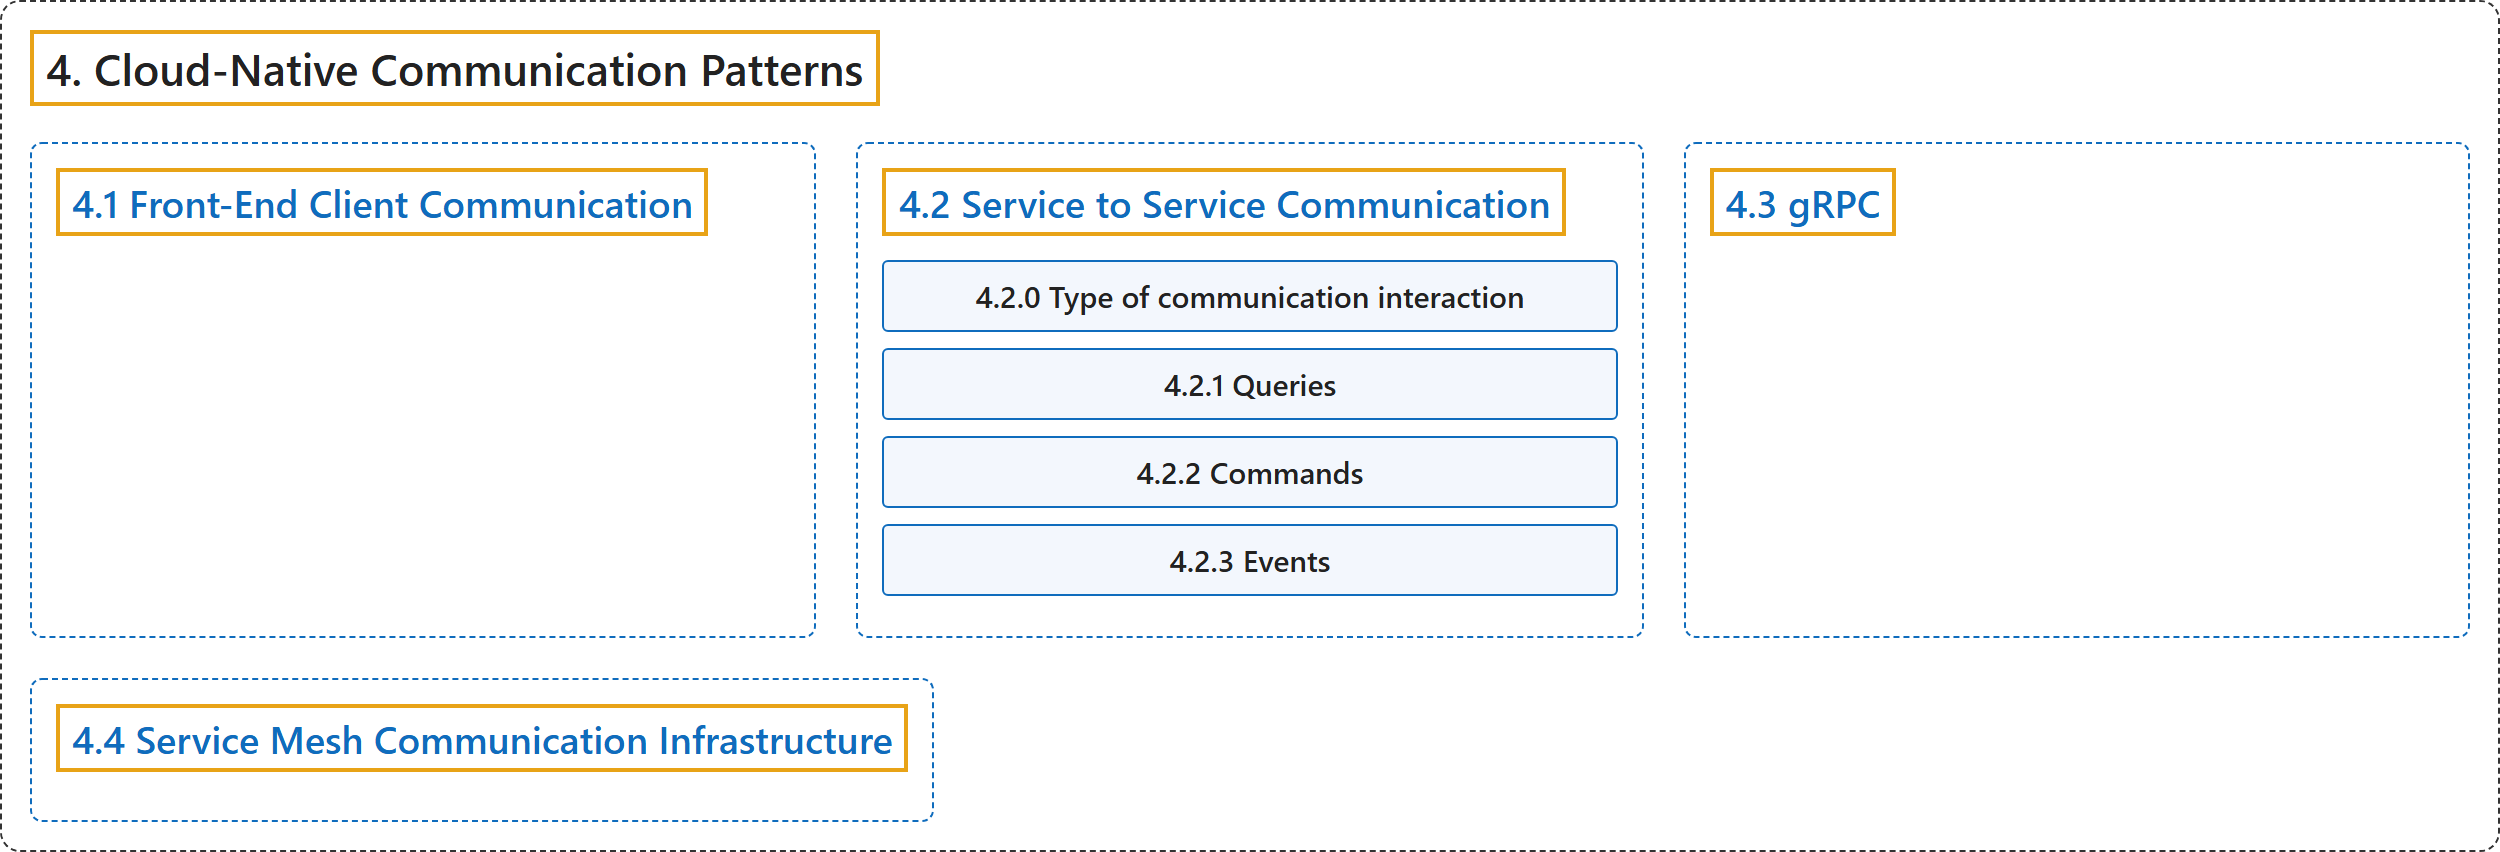 4. Cloud-Native Communication Patterns
4.1 Front-End Client Communication
4.2 Service to Service Communication
4.2.0 Type of communication interaction
4.2.1 Queries
4.2.2 Commands
4.2.3 Events
4.3 gRPC
4.4 Service Mesh Communication Infrastructure